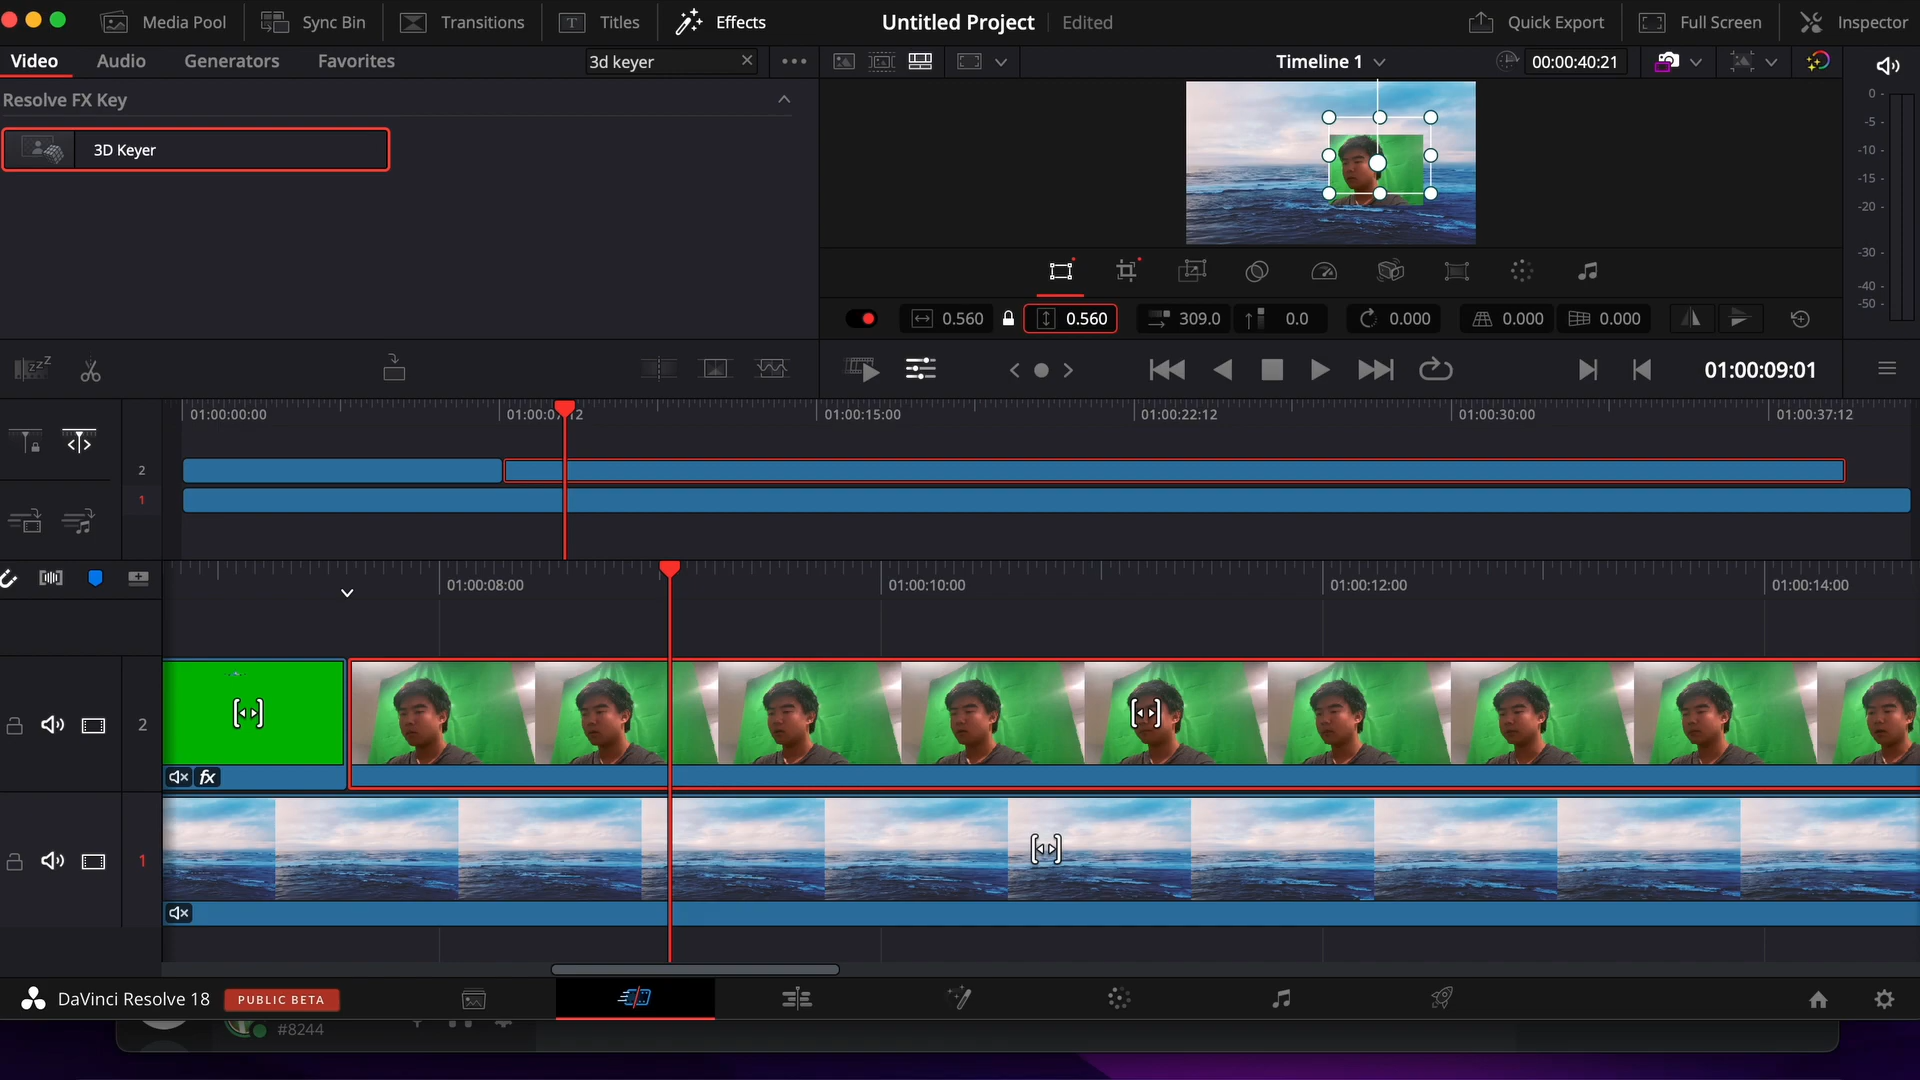 Media Pool Sync Bin Transitions Titles Effects Untitled Project Edited Quick Export Full Screen Inspector
Video Audio Generators Favorites 3d keyer Timeline 1 00:00:40:21
Resolve FX Key
3D Keyer
0
-5
-10
-15
-20
-30
-40
-50
0.560 0.560 309.0 0.0 0.000 0.000 0.000
01:00:09:01
01:00:00:00 01:00:07:12 01:00:15:00 01:00:22:12 01:00:30:00 01:00:37:12
2
1
01:00:08:00 01:00:10:00 01:00:12:00 01:00:14:00
2
fx
1
DaVinci Resolve 18 PUBLIC BETA
#8244